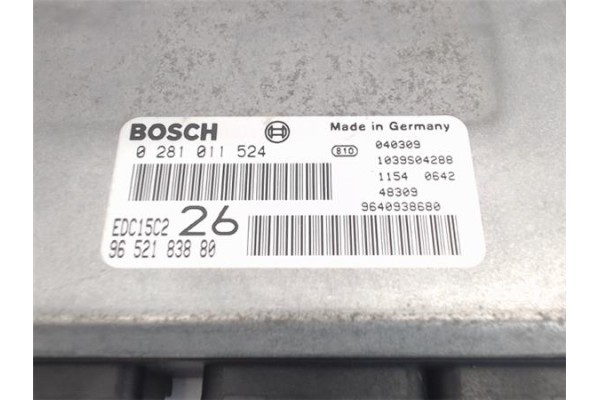 BOSCH
0 281 011 524
EDC15C2 26
96 521 838 80
Made in Germany
810 040309
1039S04288
1154 0642
48309
9640938680